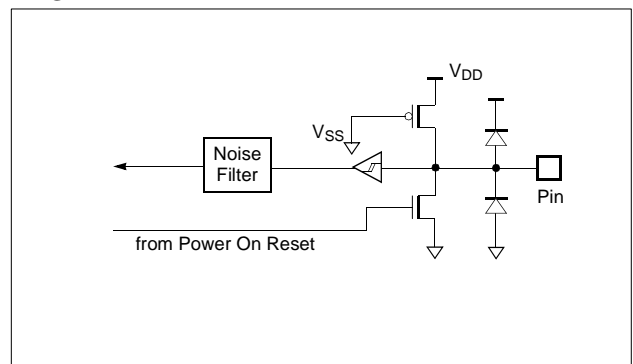 VDD
VSS
Noise
Filter
Pin
from Power On Reset